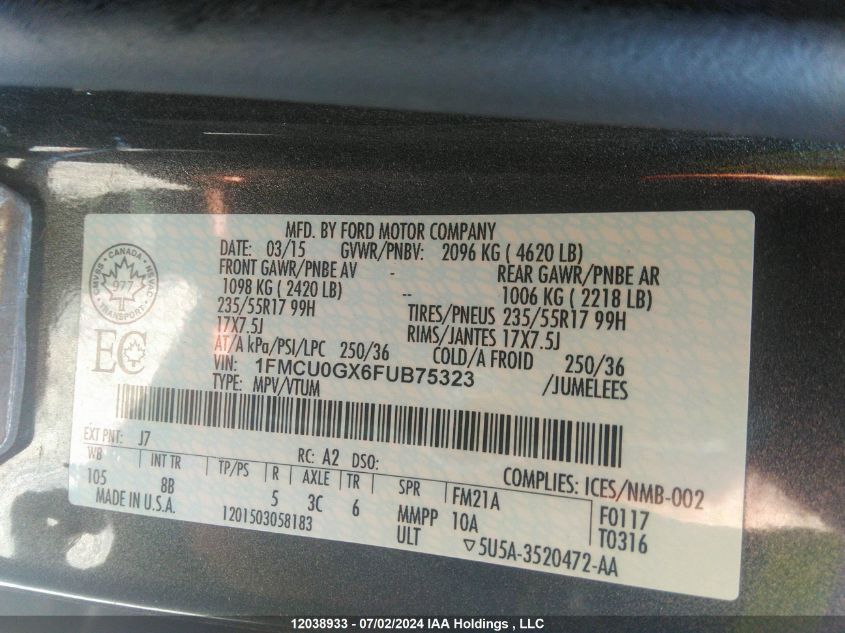 MFD. BY FORD MOTOR COMPANY
DATE: 03/15 GVWR/PNBV: 2096 KG ( 4620 LB)
FRONT GAWR/PNBE AV - REAR GAWR/PNBE AR
1098 KG ( 2420 LB) -- 1006 KG ( 2218 LB)
235/55R17 99H TIRES/PNEUS 235/55R17 99H
17X7.5J RIMS/JANTES 17X7.5J
AT/A kPa/PSI/LPC 250/36 COLD/A FROID 250/36
VIN: 1FMCU0GX6FUB75323 /JUMELEES
TYPE: MPV/VTUM
CMVSS · CANADA · NSVAC
977
TRANSPORT
EC
EXT PNT: J7 RC: A2 DSO: COMPLIES: ICES/NMB-002
WB INT TR TP/PS R AXLE TR SPR FM21A F0117
105 8B 5 3C 6 MMPP 10A T0316
MADE IN U.S.A. 1201503058183 ULT ▽5U5A-3520472-AA
12038933 - 07/02/2024 IAA Holdings , LLC